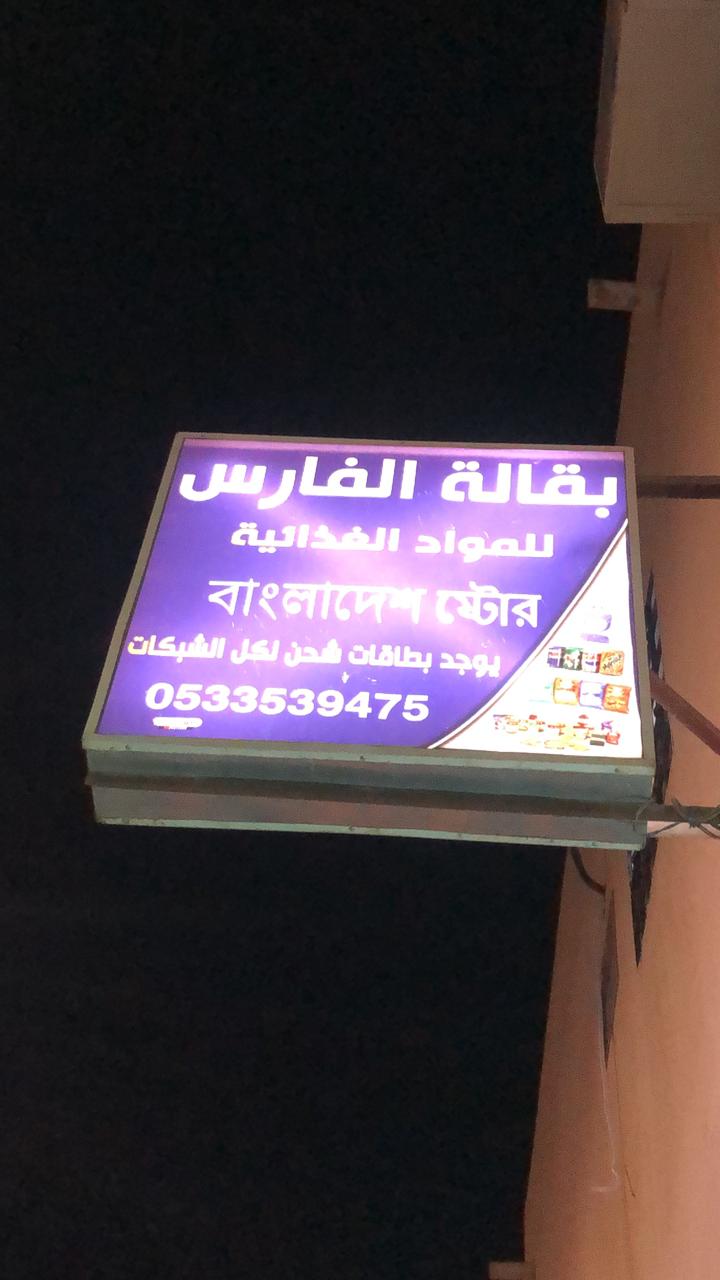 بقالة الفارس
للمواد الغذائية
বাংলাদেশ ষ্টোর
يوجد بطاقات شحن لكل الشبكات
0533539475